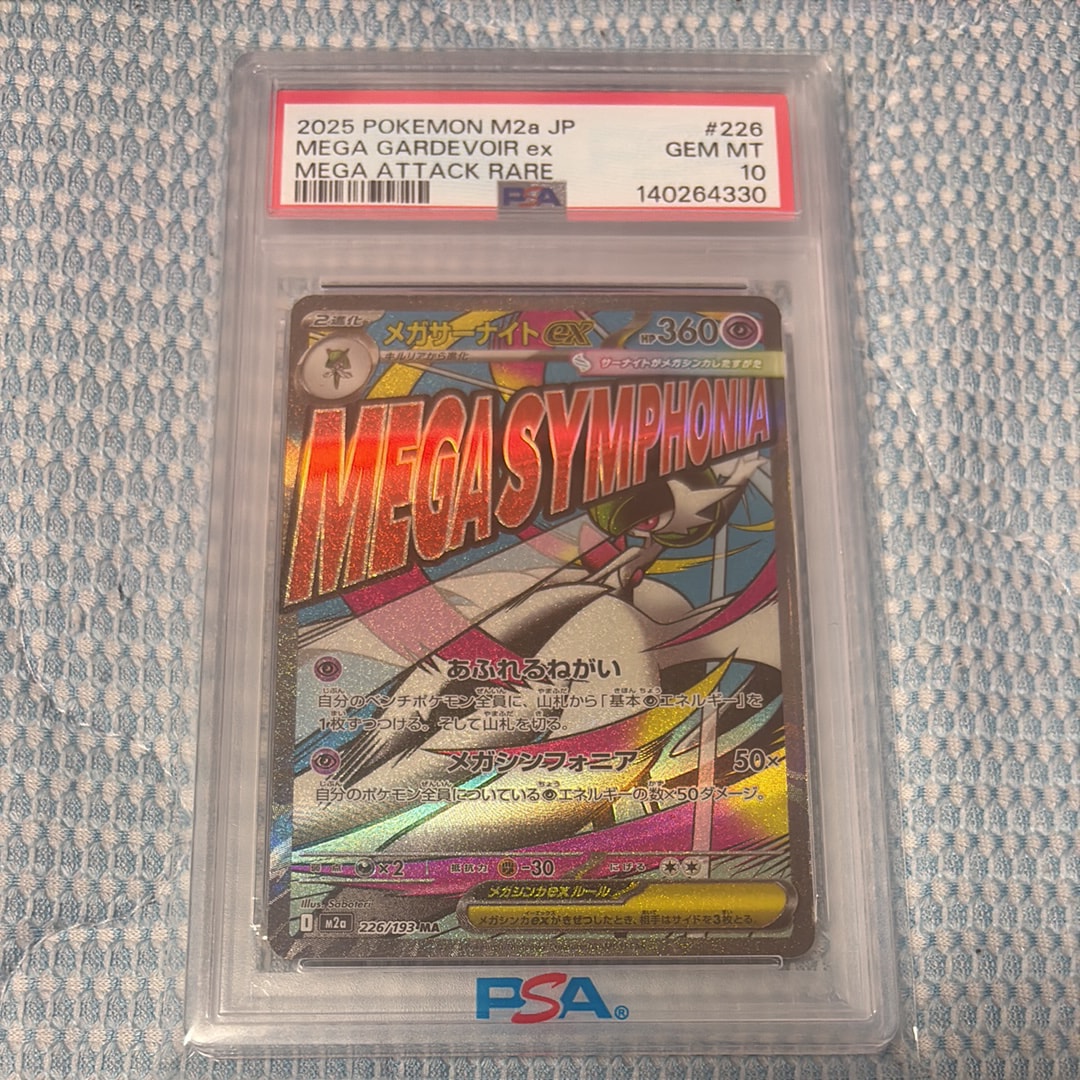 2025 POKEMON M2a JP #226
MEGA GARDEVOIR ex GEM MT
MEGA ATTACK RARE 10
PSA 140264330
2進化 メガサーナイトex HP360
キルリアから進化
サーナイトがメガシンカしたすがた
MEGA SYMPHONIA
あふれるねがい
自分のベンチポケモン全員に、山札から「基本エネルギー」を
1枚ずつつける。そして山札を切る。
メガシンフォニア 50×
自分のポケモン全員についているエネルギーの数×50ダメージ。
弱点 ×2 抵抗力 -30 にげる
メガシンカexルール
メガシンカexがきぜつしたとき、相手はサイドを3枚とる。
Illus. Saboteri
I M2a 226/193 MA
PSA®